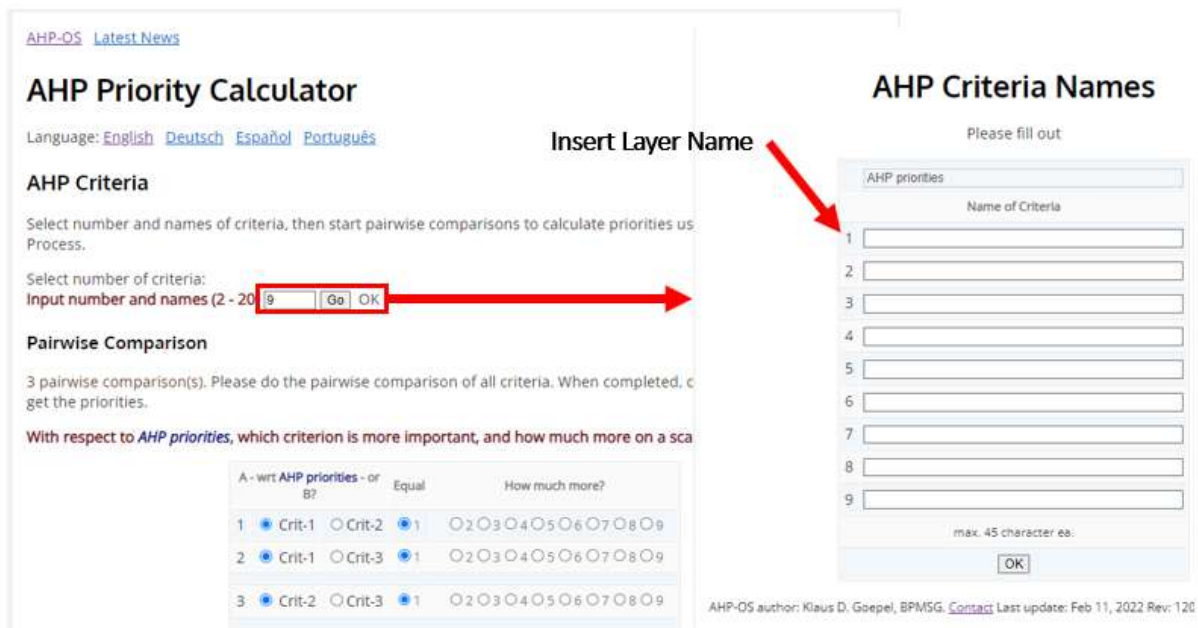 AHP-OS Latest News
AHP Priority Calculator
Language: English Deutsch Español Português
AHP Criteria
Select number and names of criteria, then start pairwise comparisons to calculate priorities us
Process.
Select number of criteria:
Input number and names (2 - 20 9 Go OK
Pairwise Comparison
3 pairwise comparison(s). Please do the pairwise comparison of all criteria. When completed, c
get the priorities.
With respect to AHP priorities, which criterion is more important, and how much more on a sca
A - wrt AHP priorities - or B? Equal How much more?
1 Crit-1 Crit-2 1 2 3 4 5 6 7 8 9
2 Crit-1 Crit-3 1 2 3 4 5 6 7 8 9
3 Crit-2 Crit-3 1 2 3 4 5 6 7 8 9
Insert Layer Name
AHP Criteria Names
Please fill out
AHP priorities
Name of Criteria
1
2
3
4
5
6
7
8
9
max. 45 character ea.
OK
AHP-OS author: Klaus D. Goepel, BPMSG. Contact Last update: Feb 11, 2022 Rev: 120